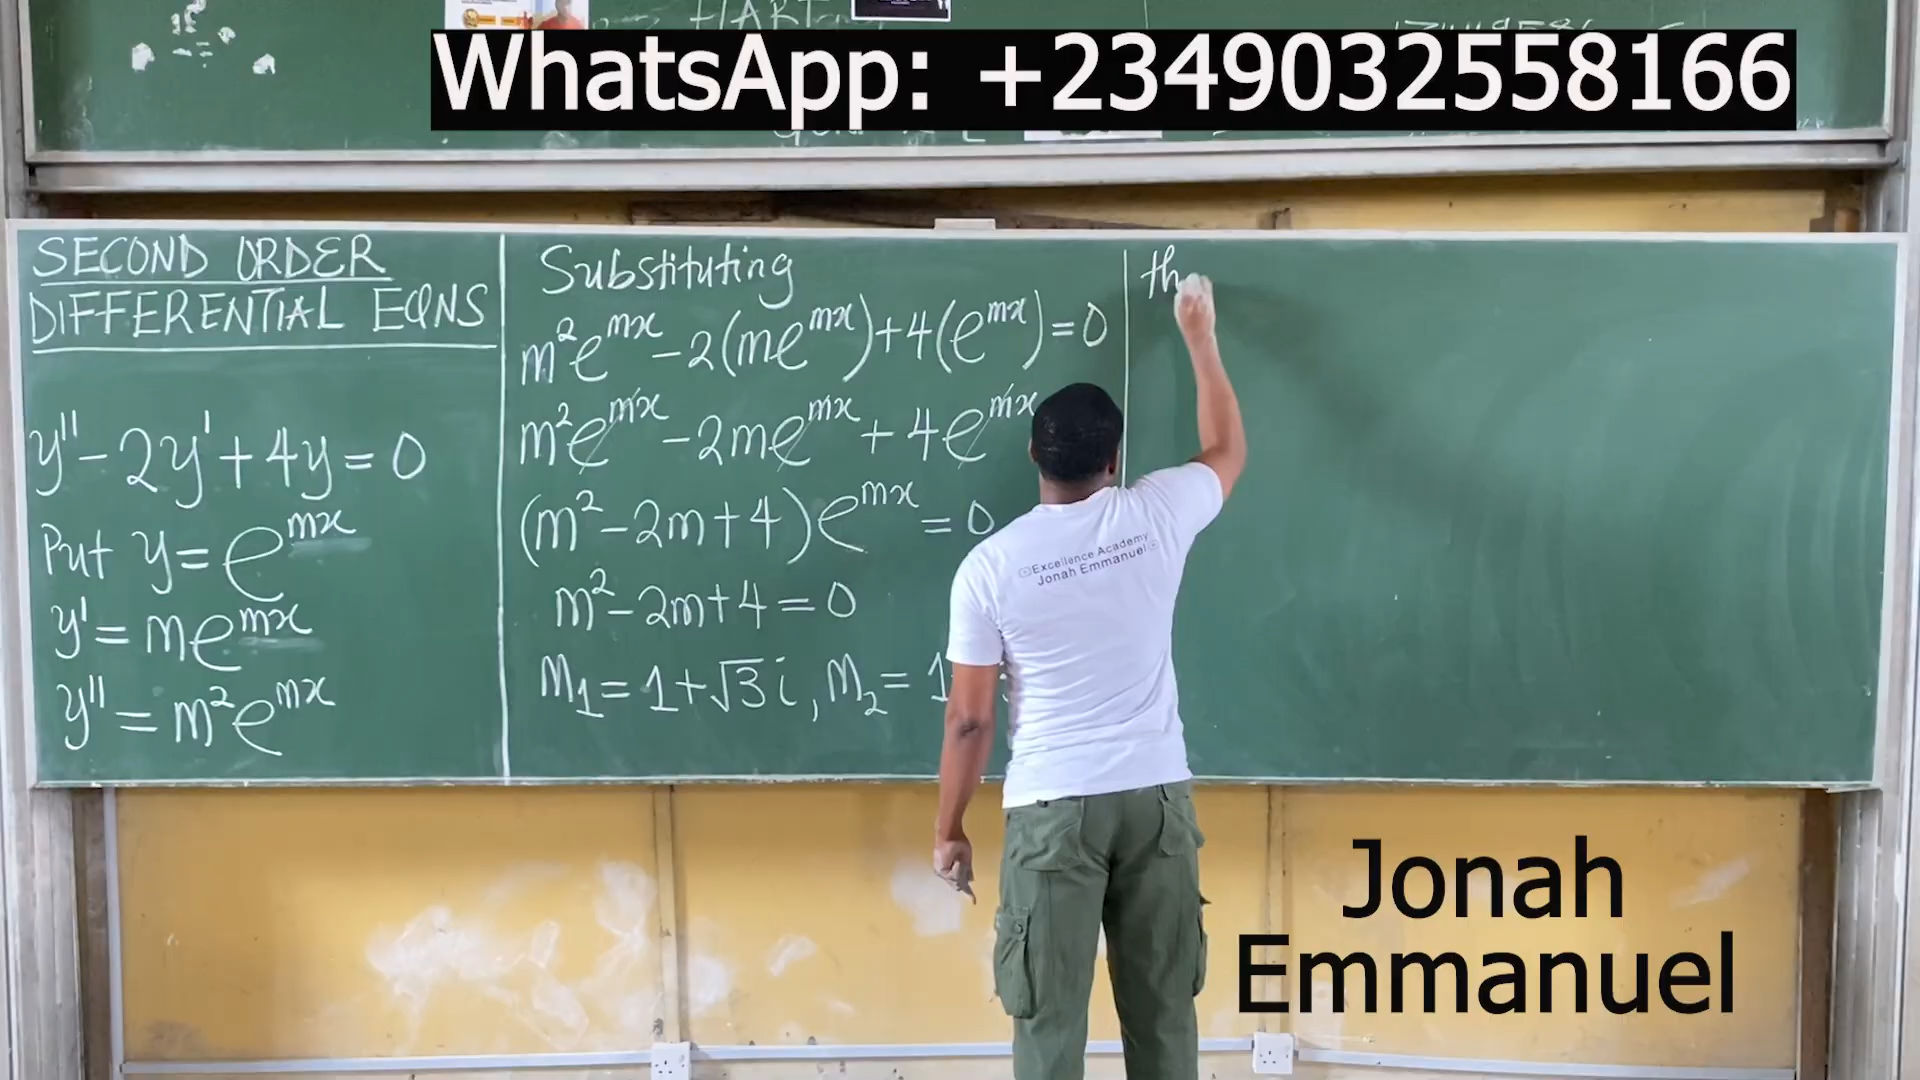 WhatsApp: +2349032558166
SECOND ORDER
DIFFERENTIAL EQNS
y'' - 2y' + 4y = 0
Put y = e^mx
y' = me^mx
y'' = m²e^mx
Substituting
m²e^mx - 2(me^mx) + 4(e^mx) = 0
m²e^mx - 2me^mx + 4e^mx
(m² - 2m + 4)e^mx = 0
m² - 2m + 4 = 0
m₁ = 1 + √3 i, m₂ = 1
th
Excellence Academy
Jonah Emmanuel
Jonah
Emmanuel